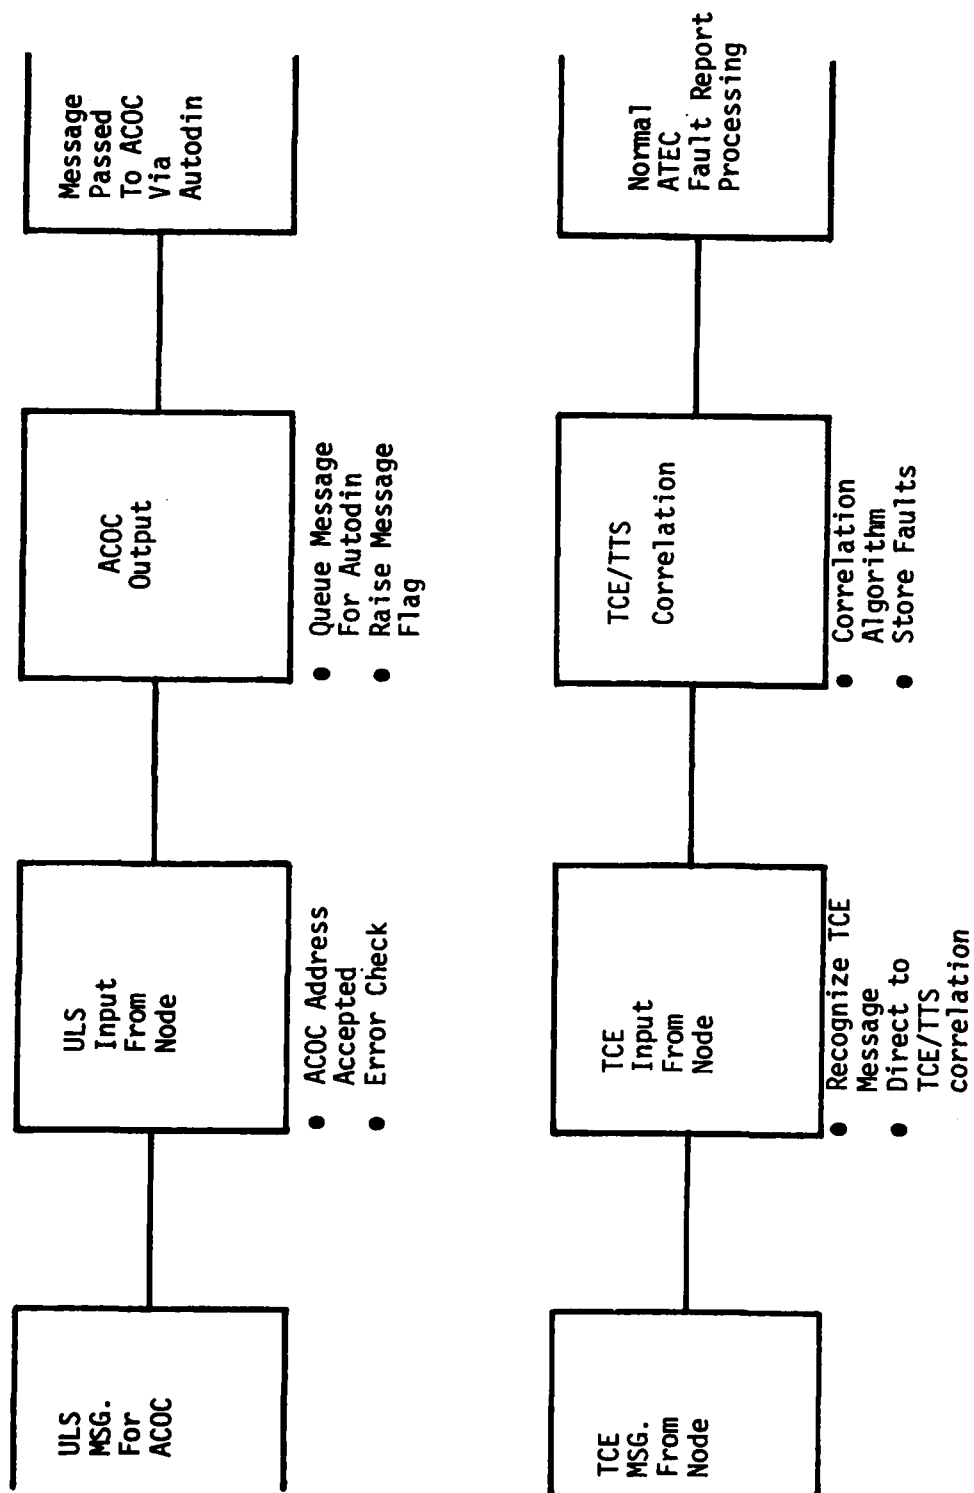 ULS
MSG.
For
ACOC
ULS
Input
From
Node
● ACOC Address
Accepted
● Error Check
ACOC
Output
● Queue Message
For Autodin
● Raise Message
Flag
Message
Passed
To ACOC
Via
Autodin
TCE
MSG.
From
Node
TCE
Input
From
Node
● Recognize TCE
Message
● Direct to
TCE/TTS
correlation
TCE/TTS
Correlation
● Correlation
Algorithm
● Store Faults
Normal
ATEC
Fault Report
Processing